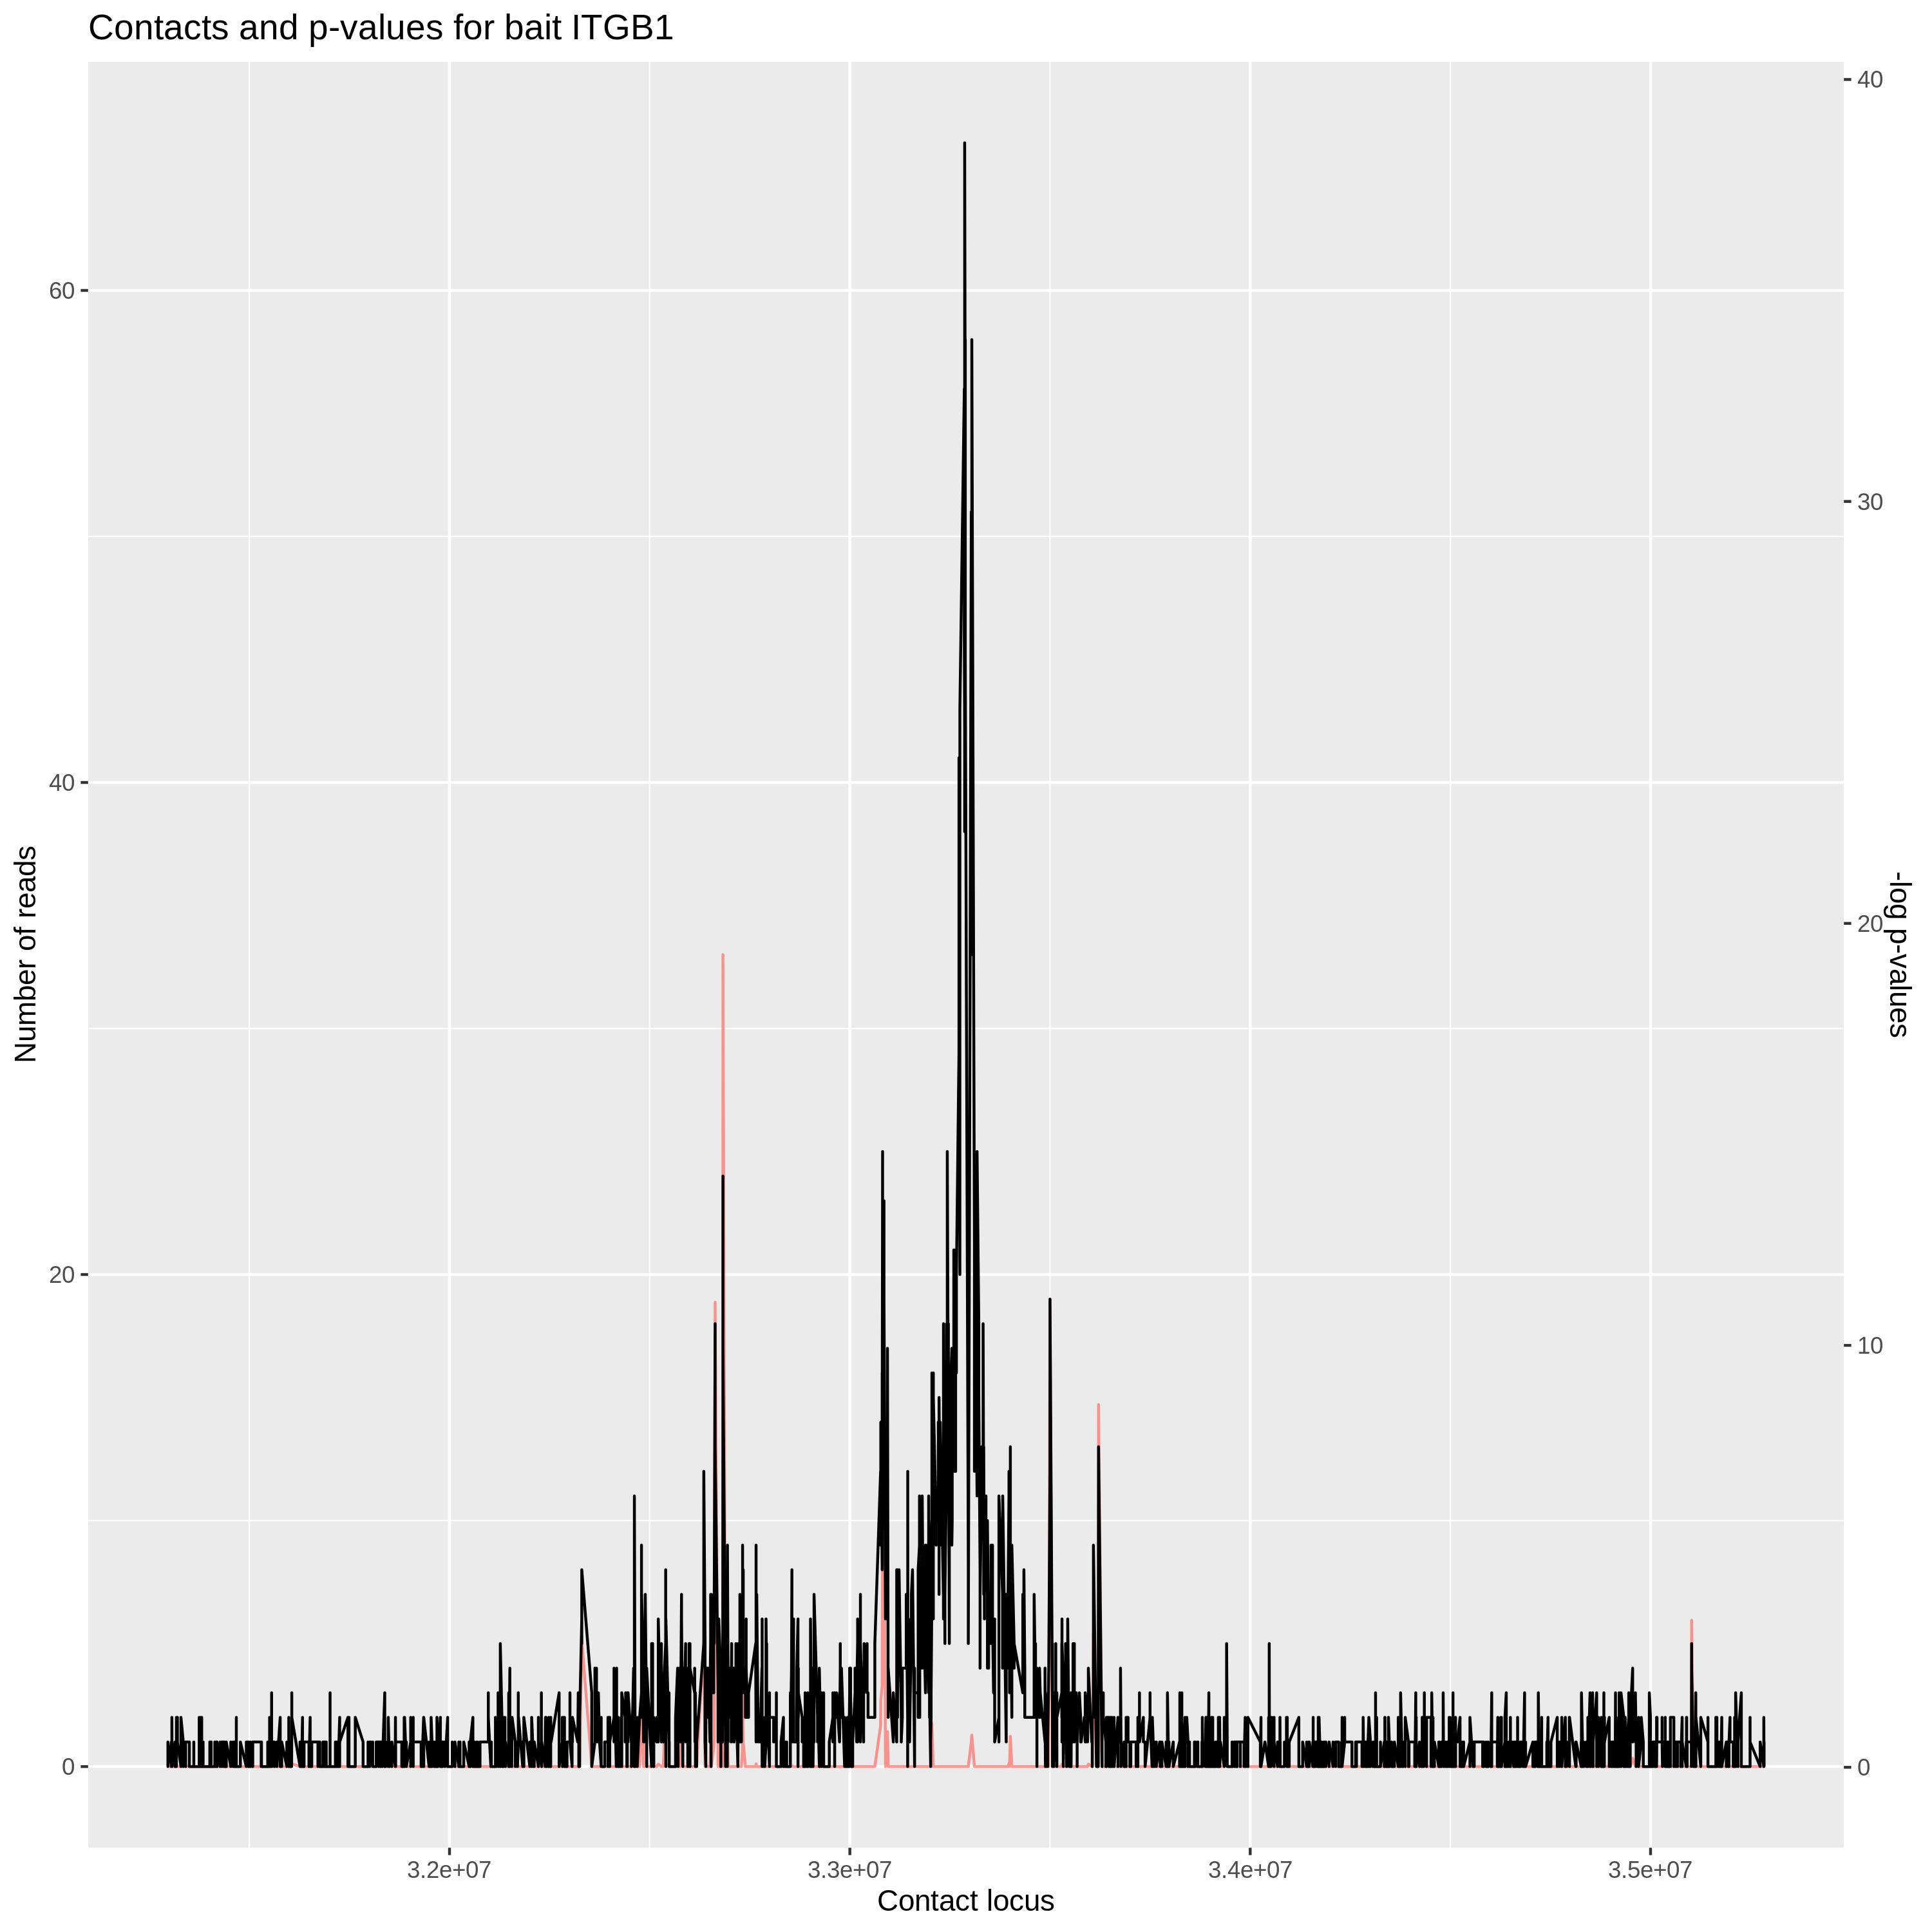 Contacts and p-values for bait ITGB1
40
60
30
40
20
20
10
0
0
Number of reads
-log p-values
3.2e+07
3.3e+07
3.4e+07
3.5e+07
Contact locus